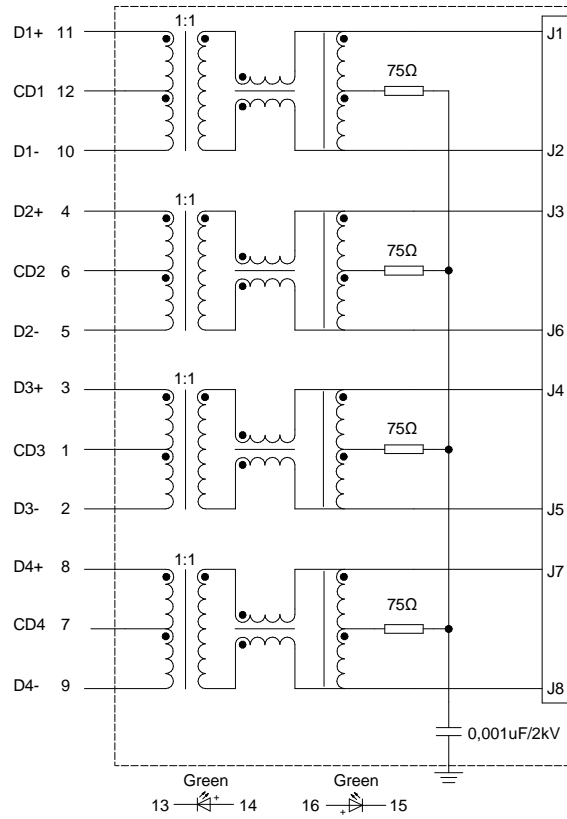 1:1
D1+ 11 J1
75Ω
CD1 12
D1- 10 J2
1:1
D2+ 4 J3
75Ω
CD2 6
D2- 5 J6
1:1
D3+ 3 J4
75Ω
CD3 1
D3- 2 J5
1:1
D4+ 8 J7
75Ω
CD4 7
D4- 9 J8
0,001uF/2kV
Green Green
13 + 14 16 + 15